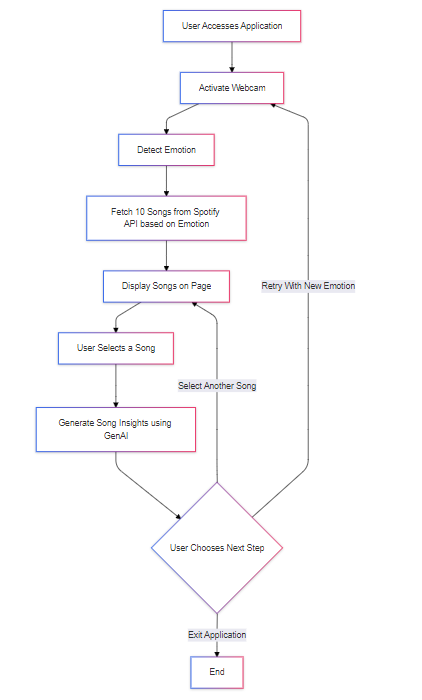 User Accesses Application
Activate Webcam
Detect Emotion
Fetch 10 Songs from Spotify
API based on Emotion
Display Songs on Page
Retry With New Emotion
User Selects a Song
Select Another Song
Generate Song Insights using
GenAI
User Chooses Next Step
Exit Application
End